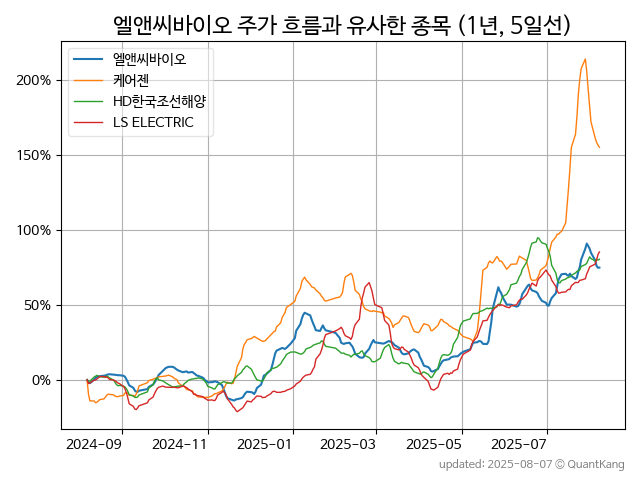 엘앤씨바이오 주가 흐름과 유사한 종목 (1년, 5일선)
엘앤씨바이오
케어젠
HD한국조선해양
LS ELECTRIC
200%
150%
100%
50%
0%
2024-09 2024-11 2025-01 2025-03 2025-05 2025-07
updated: 2025-08-07 © QuantKang